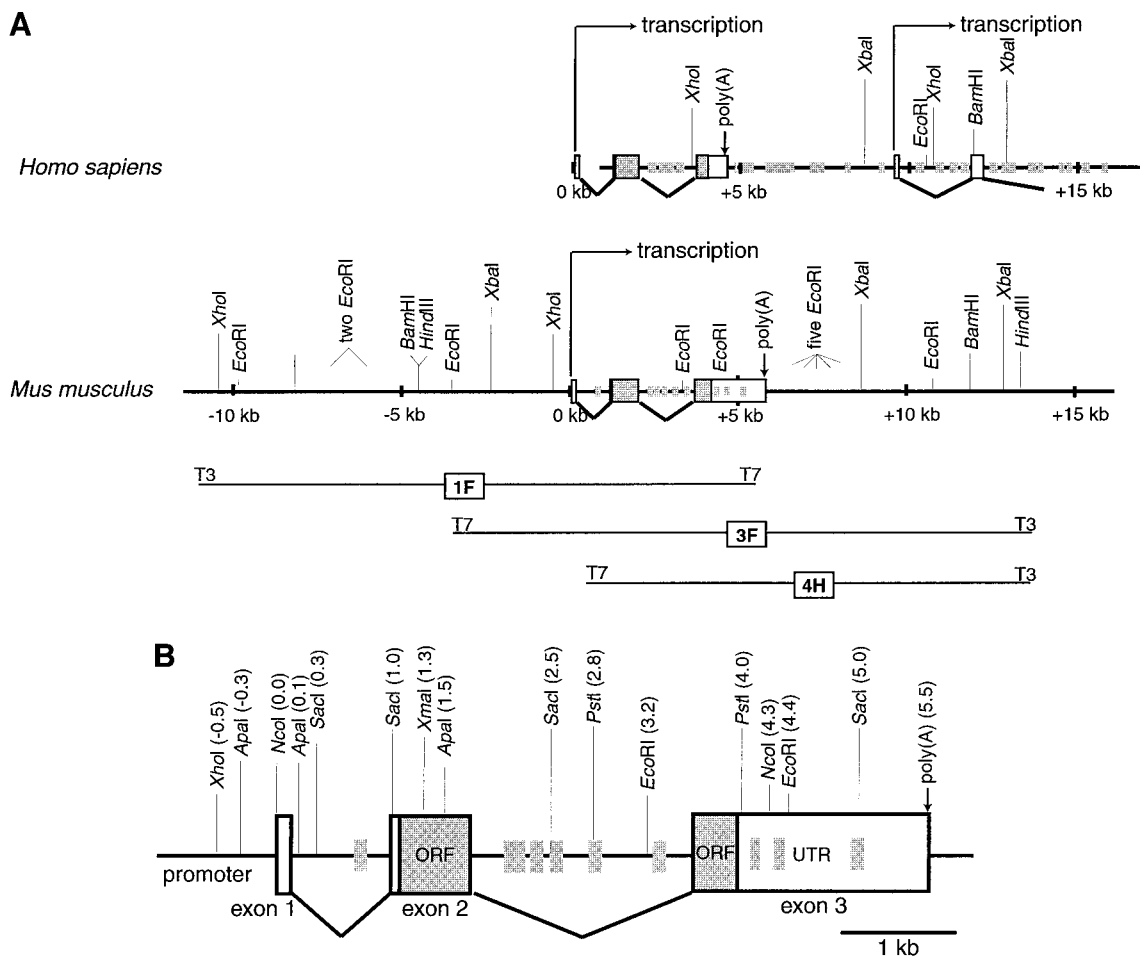 A
transcription
transcription
XhoI
poly(A)
XbaI
EcoRI
XhoI
BamHI
XbaI
Homo sapiens
0 kb
+5 kb
+15 kb
transcription
XhoI
EcoRI
two EcoRI
BamHI
HindIII
EcoRI
XbaI
XhoI
EcoRI
EcoRI
poly(A)
five EcoRI
XbaI
EcoRI
BamHI
XbaI
HindIII
Mus musculus
-10 kb
-5 kb
0 kb
+5 kb
+10 kb
+15 kb
T3
1F
T7
T7
3F
T3
T7
4H
T3
B
XhoI (-0.5)
ApaI (-0.3)
NcoI (0.0)
ApaI (0.1)
SacI (0.3)
SacI (1.0)
XmaI (1.3)
ApaI (1.5)
SacI (2.5)
PstI (2.8)
EcoRI (3.2)
PstI (4.0)
NcoI (4.3)
EcoRI (4.4)
SacI (5.0)
poly(A) (5.5)
promoter
ORF
ORF
UTR
exon 1
exon 2
exon 3
1 kb